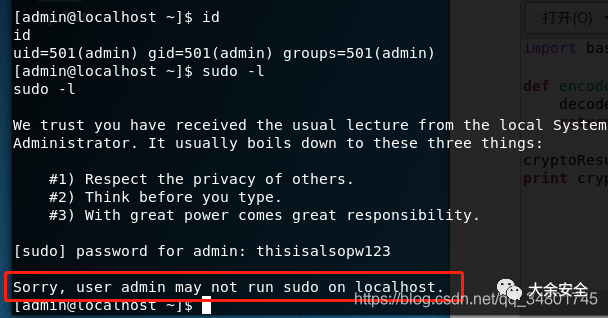 [admin@localhost ~]$ id
id
uid=501(admin) gid=501(admin) groups=501(admin)
[admin@localhost ~]$ sudo -l
sudo -l
We trust you have received the usual lecture from the local System
Administrator. It usually boils down to these three things:
#1) Respect the privacy of others.
#2) Think before you type.
#3) With great power comes great responsibility.
[sudo] password for admin: thisisalsopw123
Sorry, user admin may not run sudo on localhost.
[admin@localhost ~]$
打开(O)
import bas
def encode
decode
cryptoResu
print cryp
大余安全
https://blog.csdn.net/qq_34801745